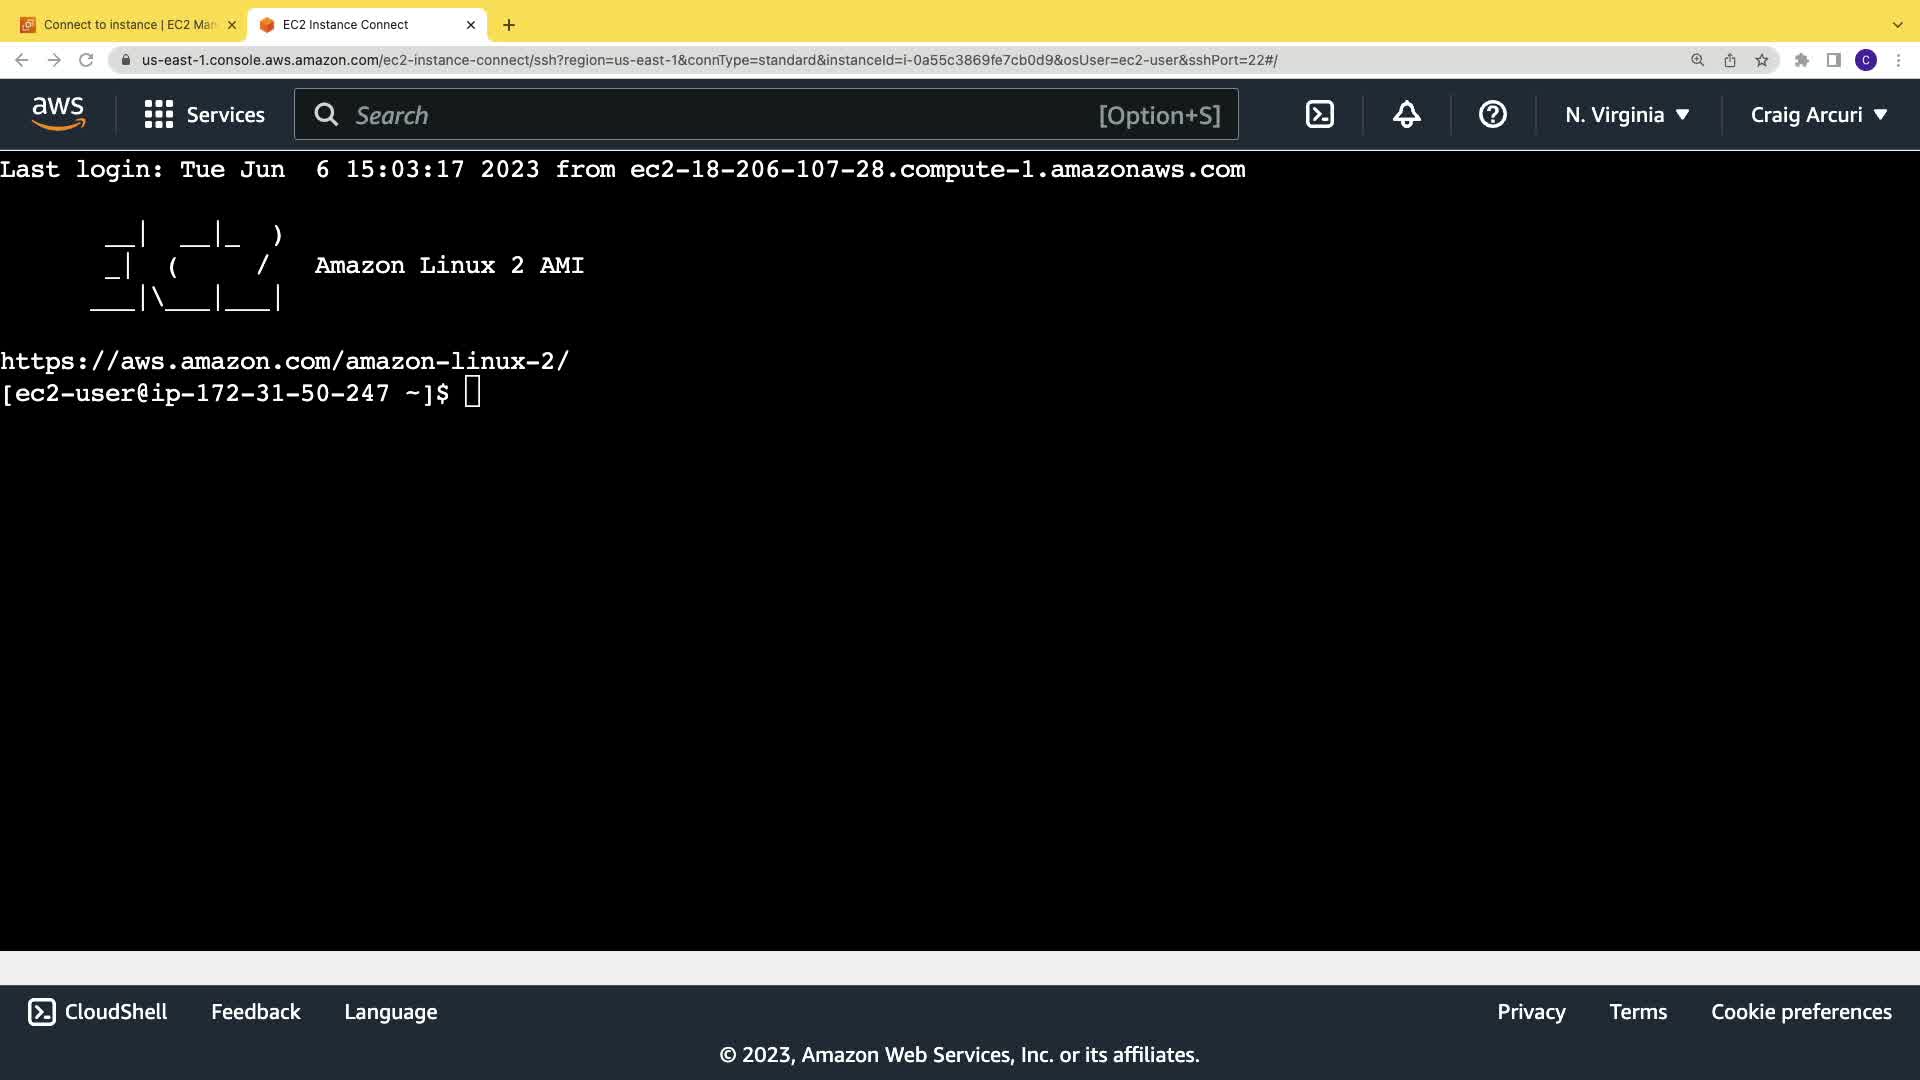 Connect to instance | EC2 Man
EC2 Instance Connect
us-east-1.console.aws.amazon.com/ec2-instance-connect/ssh?region=us-east-1&connType=standard&instanceId=i-0a55c3869fe7cb0d9&osUser=ec2-user&sshPort=22#/
C
aws
Services
Search
[Option+S]
N. Virginia
Craig Arcuri
Last login: Tue Jun  6 15:03:17 2023 from ec2-18-206-107-28.compute-1.amazonaws.com
       __|  __|_  )
       _|  (     /   Amazon Linux 2 AMI
      ___|\___|___|
https://aws.amazon.com/amazon-linux-2/
[ec2-user@ip-172-31-50-247 ~]$
CloudShell
Feedback
Language
Privacy
Terms
Cookie preferences
© 2023, Amazon Web Services, Inc. or its affiliates.